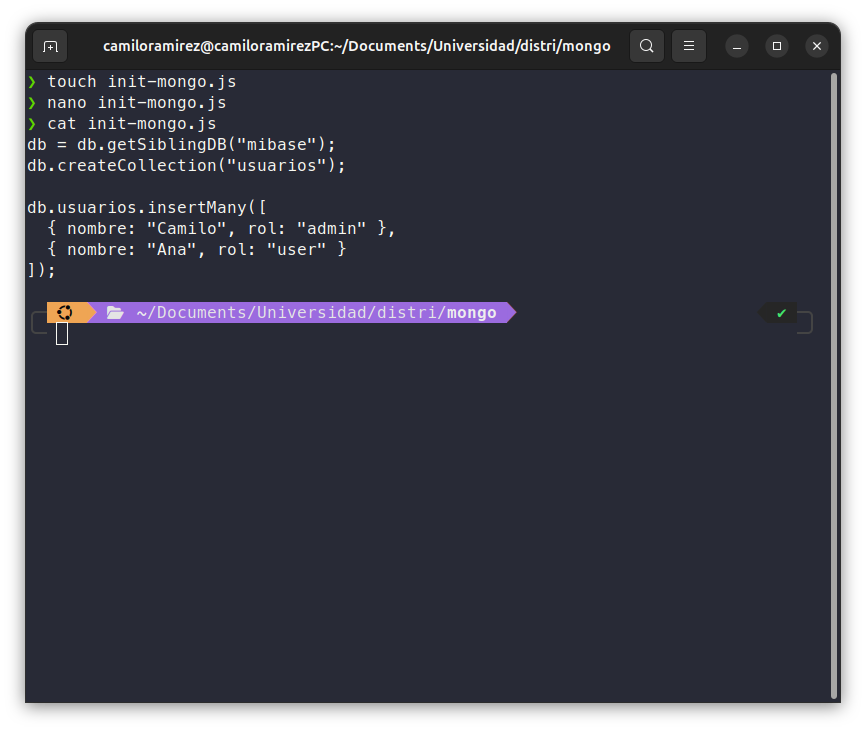 camiloramirez@camiloramirezPC:~/Documents/Universidad/distri/mongo
❯ touch init-mongo.js
❯ nano init-mongo.js
❯ cat init-mongo.js
db = db.getSiblingDB("mibase");
db.createCollection("usuarios");
db.usuarios.insertMany([
  { nombre: "Camilo", rol: "admin" },
  { nombre: "Ana", rol: "user" }
]);
~/Documents/Universidad/distri/mongo ✔